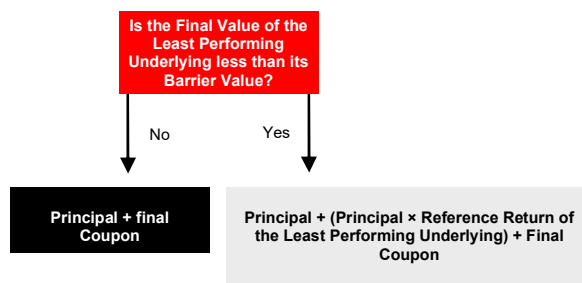 Is the Final Value of the
Least Performing
Underlying less than its
Barrier Value?
No
Yes
Principal + final
Coupon
Principal + (Principal × Reference Return of
the Least Performing Underlying) + Final
Coupon